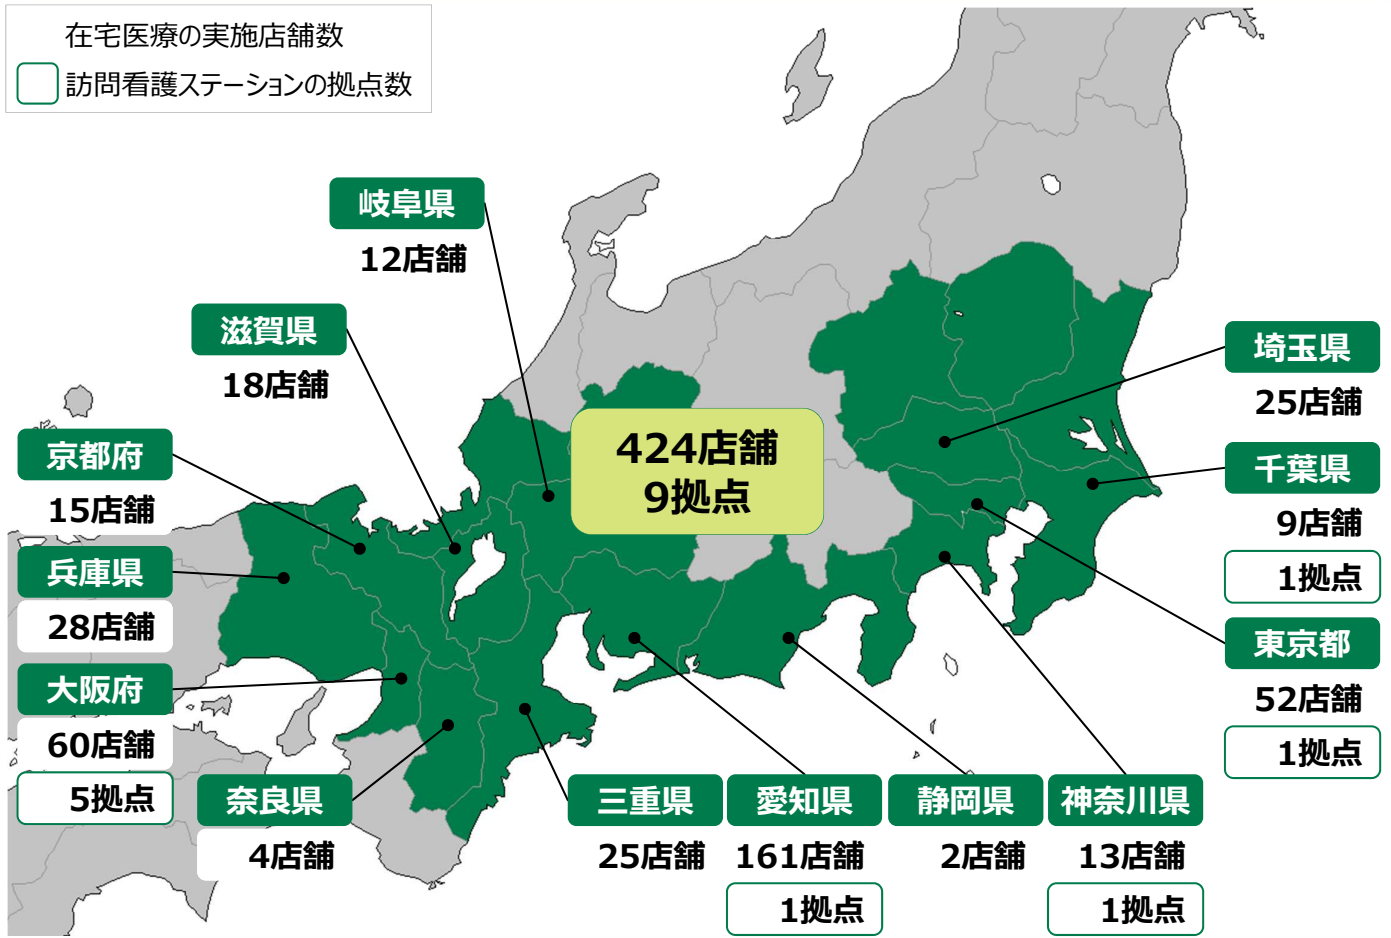 在宅医療の実施店舗数
訪問看護ステーションの拠点数
岐阜県
12店舗
滋賀県
18店舗
京都府
15店舗
兵庫県
28店舗
大阪府
60店舗
5拠点
奈良県
4店舗
三重県
25店舗
愛知県
161店舗
1拠点
静岡県
2店舗
神奈川県
13店舗
1拠点
424店舗
9拠点
埼玉県
25店舗
千葉県
9店舗
1拠点
東京都
52店舗
1拠点